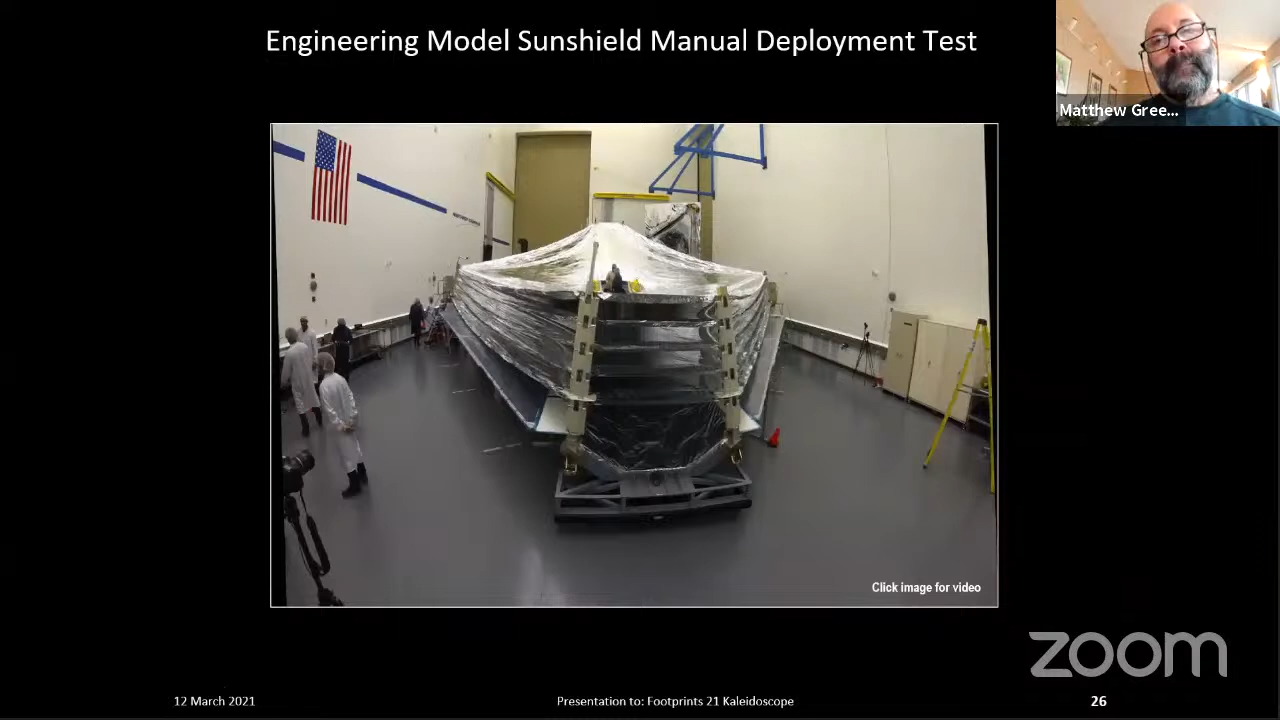 Engineering Model Sunshield Manual Deployment Test
Matthew Gree...
Click image for video
zoom
12 March 2021
Presentation to: Footprints 21 Kaleidoscope
26